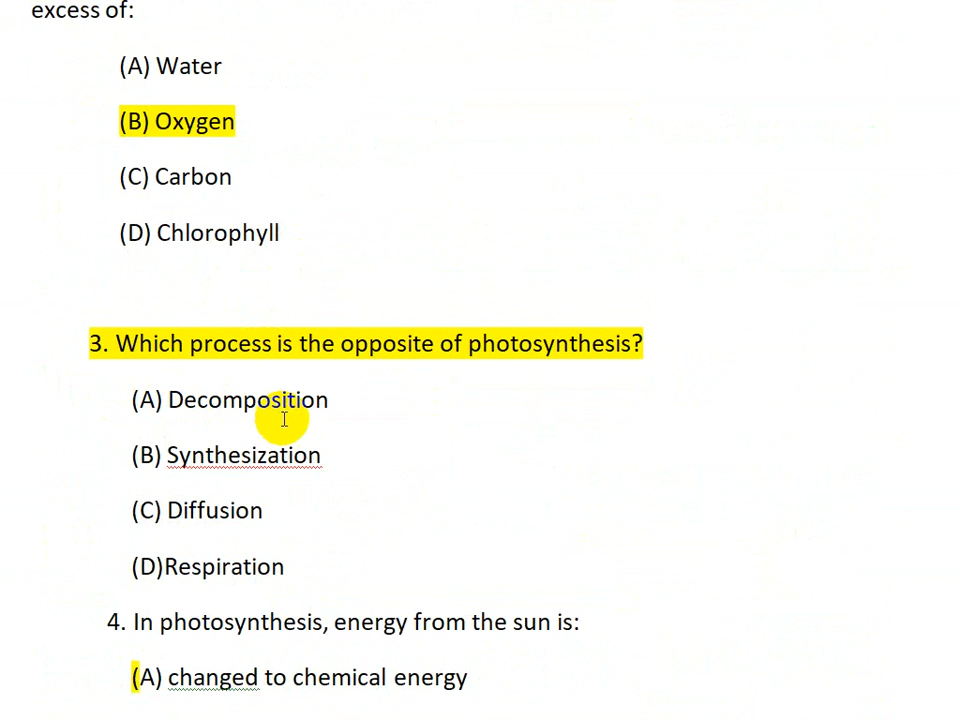 excess of:
(A) Water
(B) Oxygen
(C) Carbon
(D) Chlorophyll
3. Which process is the opposite of photosynthesis?
(A) Decomposition
(B) Synthesization
(C) Diffusion
(D)Respiration
4. In photosynthesis, energy from the sun is:
(A) changed to chemical energy